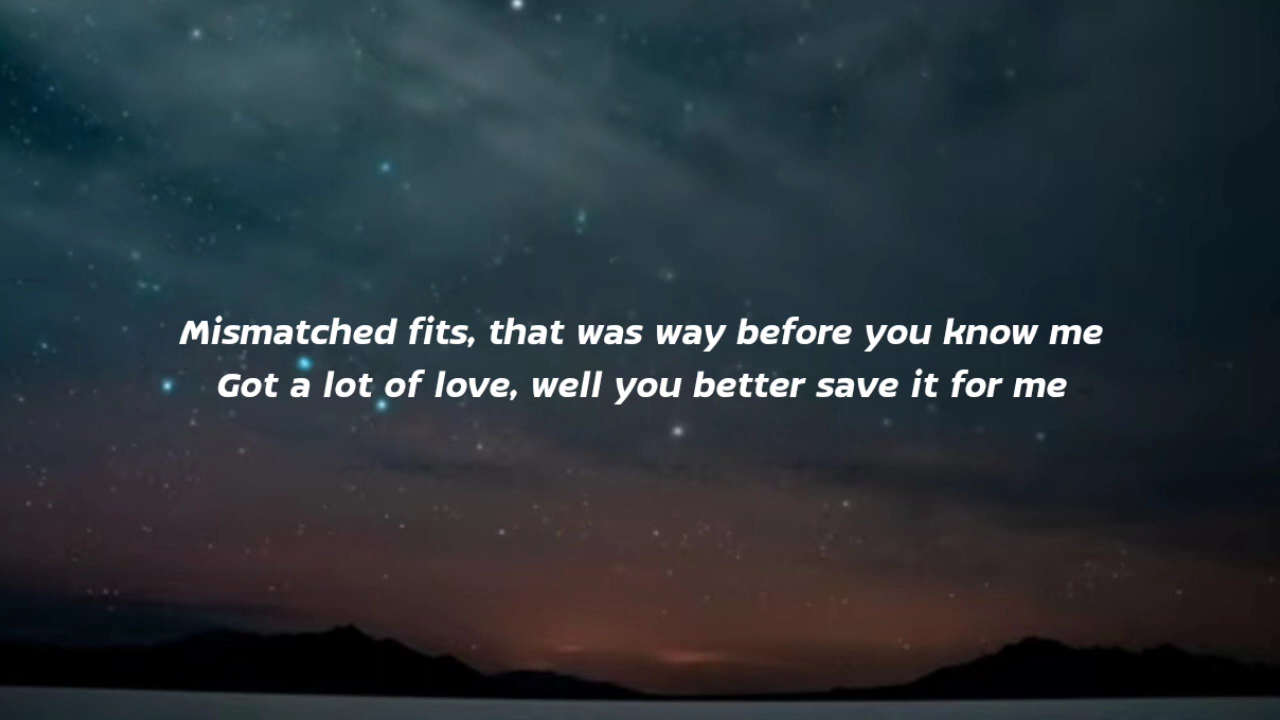 Mismatched fits, that was way before you know me
Got a lot of love, well you better save it for me